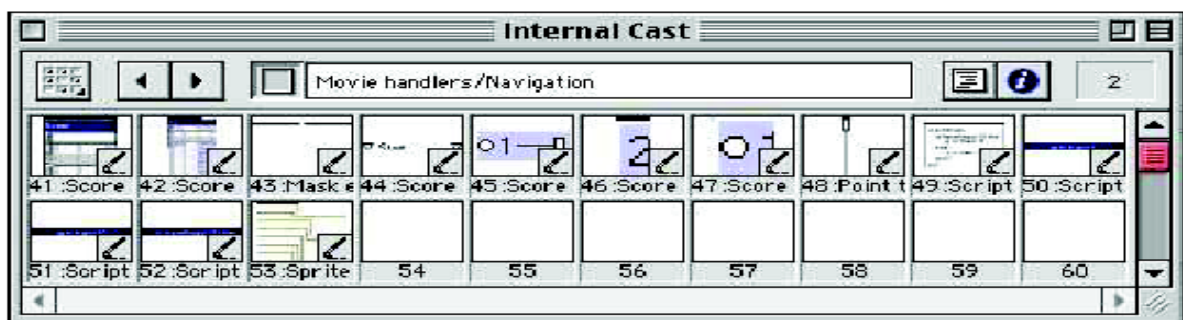 Internal Cast
Movie handlers/Navigation
2
41 :Score 42 :Score 43 :Mask e 44 :Score 45 :Score 46 :Score 47 :Score 48 :Point t 49 :Script 50 :Script
51 :Script 52 :Script 53 :Sprite 54 55 56 57 58 59 60